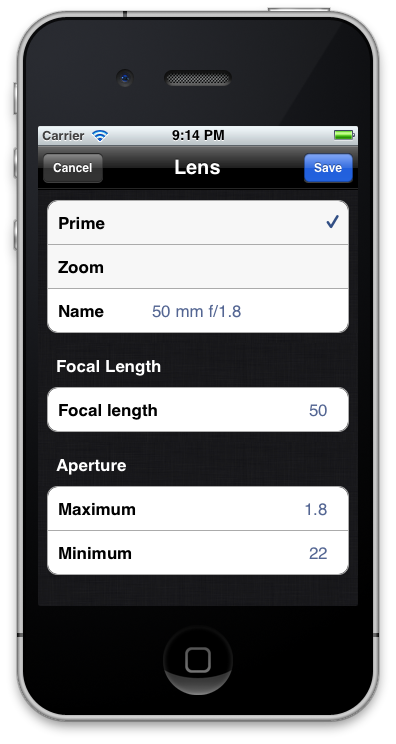 Carrier 9:14 PM
Cancel Lens Save
Prime
Zoom
Name 50 mm f/1.8
Focal Length
Focal length 50
Aperture
Maximum 1.8
Minimum 22